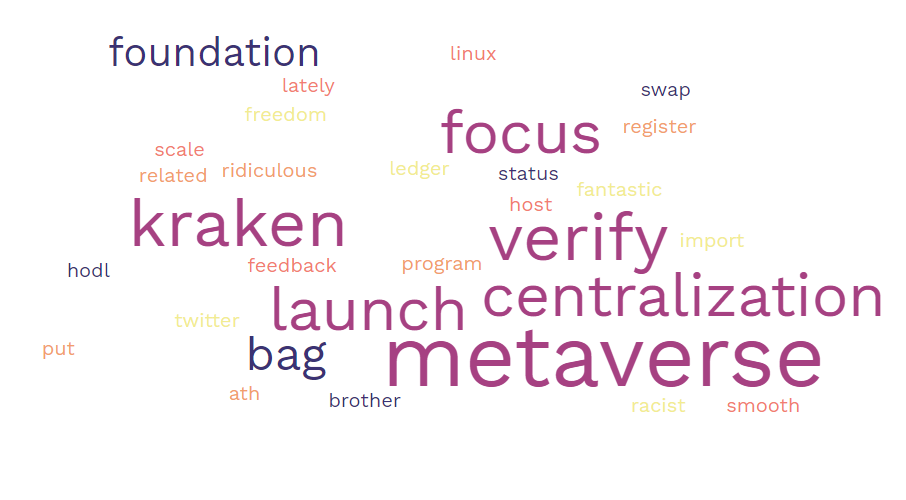 foundation
linux
lately
swap
freedom
focus
register
scale
related
ridiculous
ledger
status
fantastic
host
kraken
verify
import
hodl
feedback
program
launch
centralization
twitter
put
bag
metaverse
ath
brother
racist
smooth